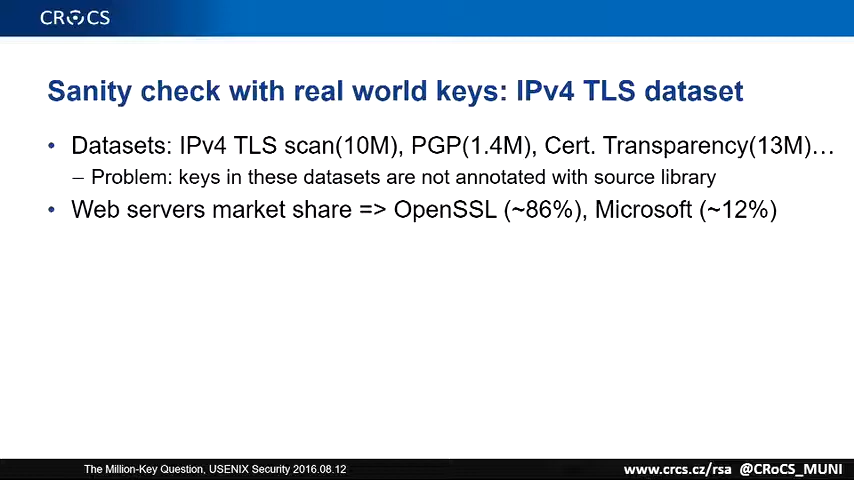 CRCS
Sanity check with real world keys: IPv4 TLS dataset
• Datasets: IPv4 TLS scan(10M), PGP(1.4M), Cert. Transparency(13M)…
– Problem: keys in these datasets are not annotated with source library
• Web servers market share => OpenSSL (~86%), Microsoft (~12%)
The Million-Key Question, USENIX Security 2016.08.12
www.crcs.cz/rsa @CRoCS_MUNI